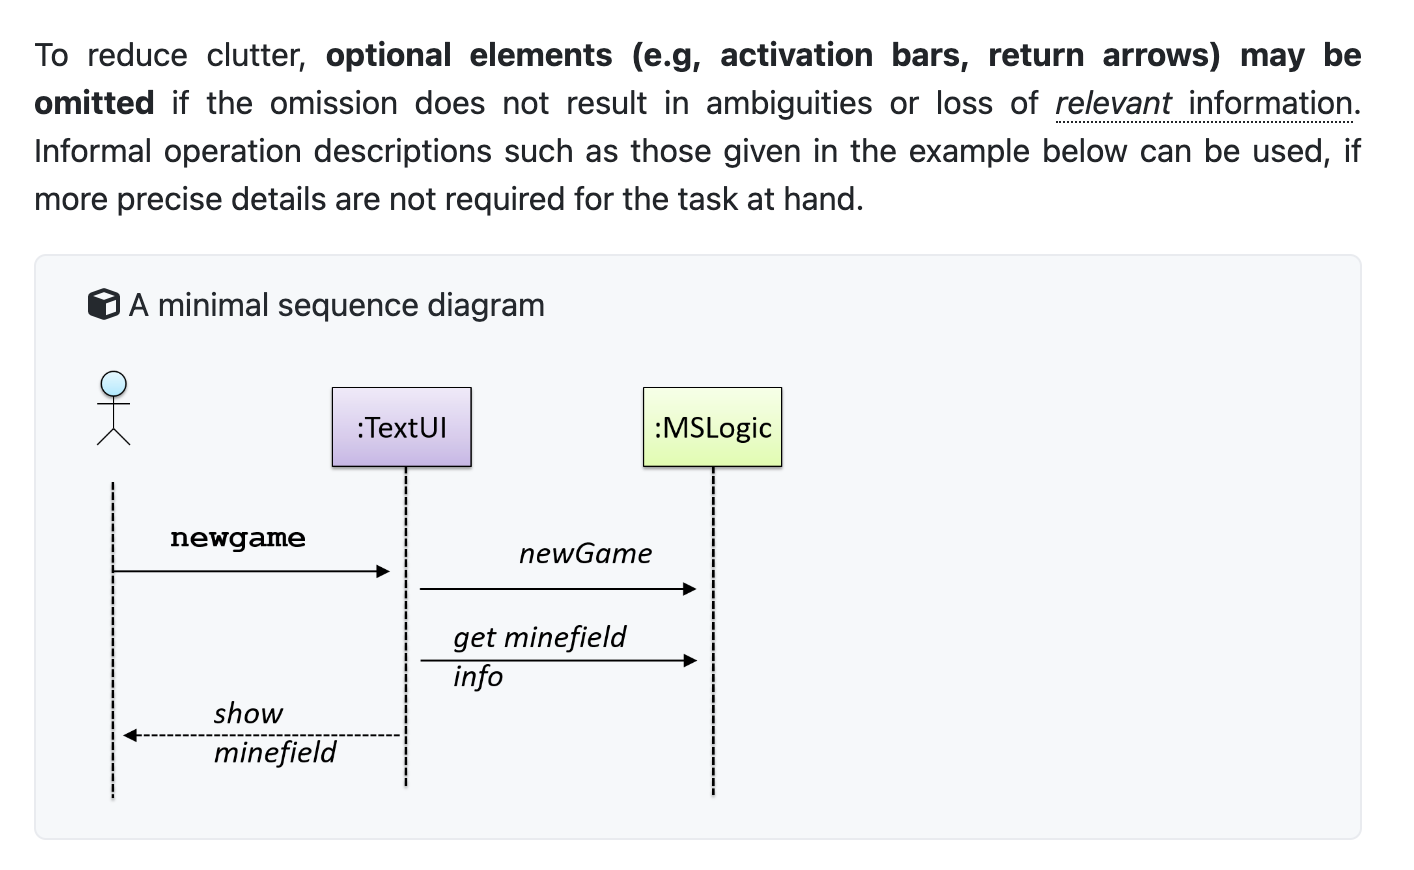 To reduce clutter, optional elements (e.g, activation bars, return arrows) may be
omitted if the omission does not result in ambiguities or loss of relevant information.
Informal operation descriptions such as those given in the example below can be used, if
more precise details are not required for the task at hand.
A minimal sequence diagram
:TextUI
:MSLogic
newgame
newGame
get minefield
info
show
minefield